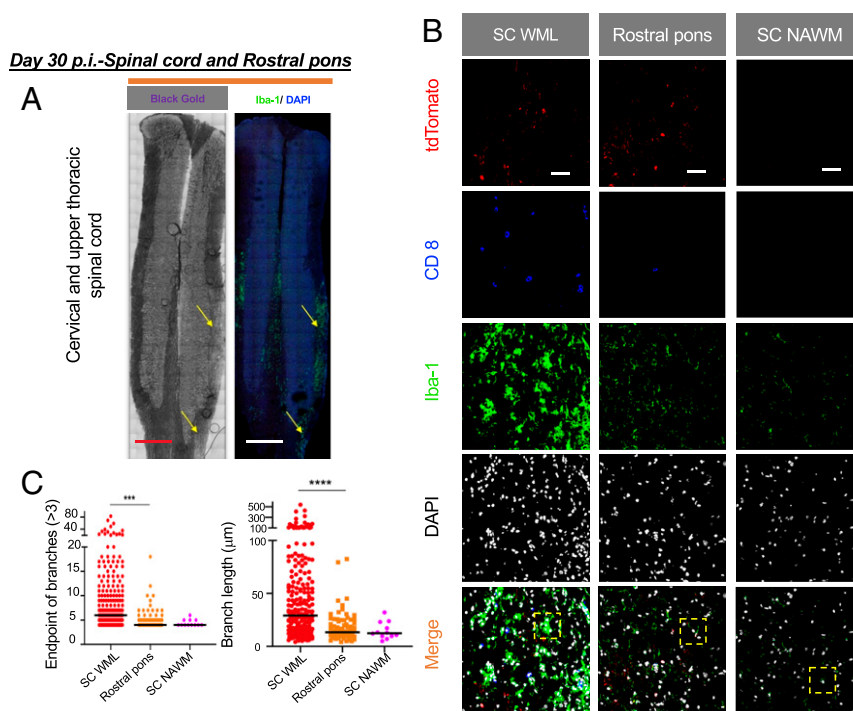 Day 30 p.i.-Spinal cord and Rostral pons
A
Black Gold
Iba-1/ DAPI
Cervical and upper thoracic
spinal cord
B
SC WML
Rostral pons
SC NAWM
tdTomato
CD 8
Iba-1
DAPI
Merge
C
Endpoint of branches (>3)
80
40
20
15
10
5
0
***
SC WML
Rostral pons
SC NAWM
Branch length (µm)
500
300
100
100
50
0
****
SC WML
Rostral pons
SC NAWM